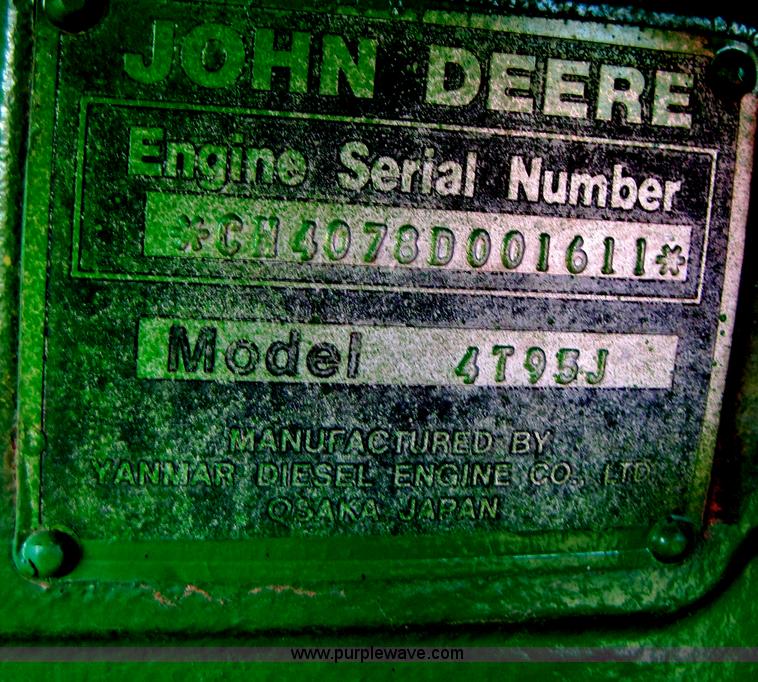 JOHN DEERE
Engine Serial Number
*CH4078D001611*
Model 4T95J
MANUFACTURED BY
YANMAR DIESEL ENGINE CO., LTD.
OSAKA JAPAN
www.purplewave.com